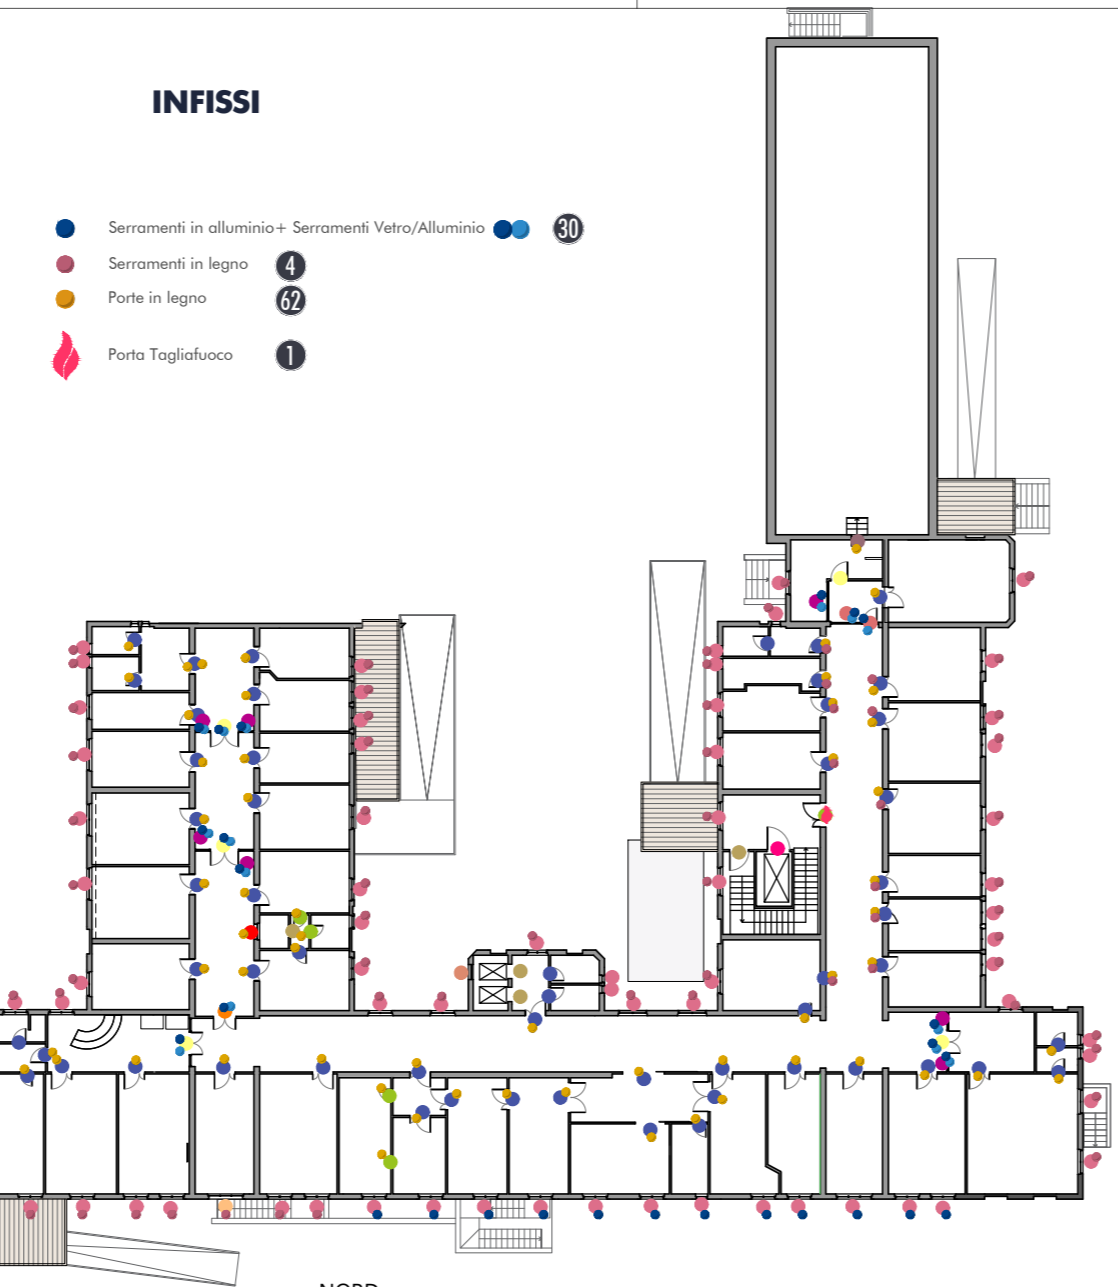 INFISSI
Serramenti in alluminio+ Serramenti Vetro/Alluminio 30
Serramenti in legno 4
Porte in legno 62
Porta Tagliafuoco 1
NORD